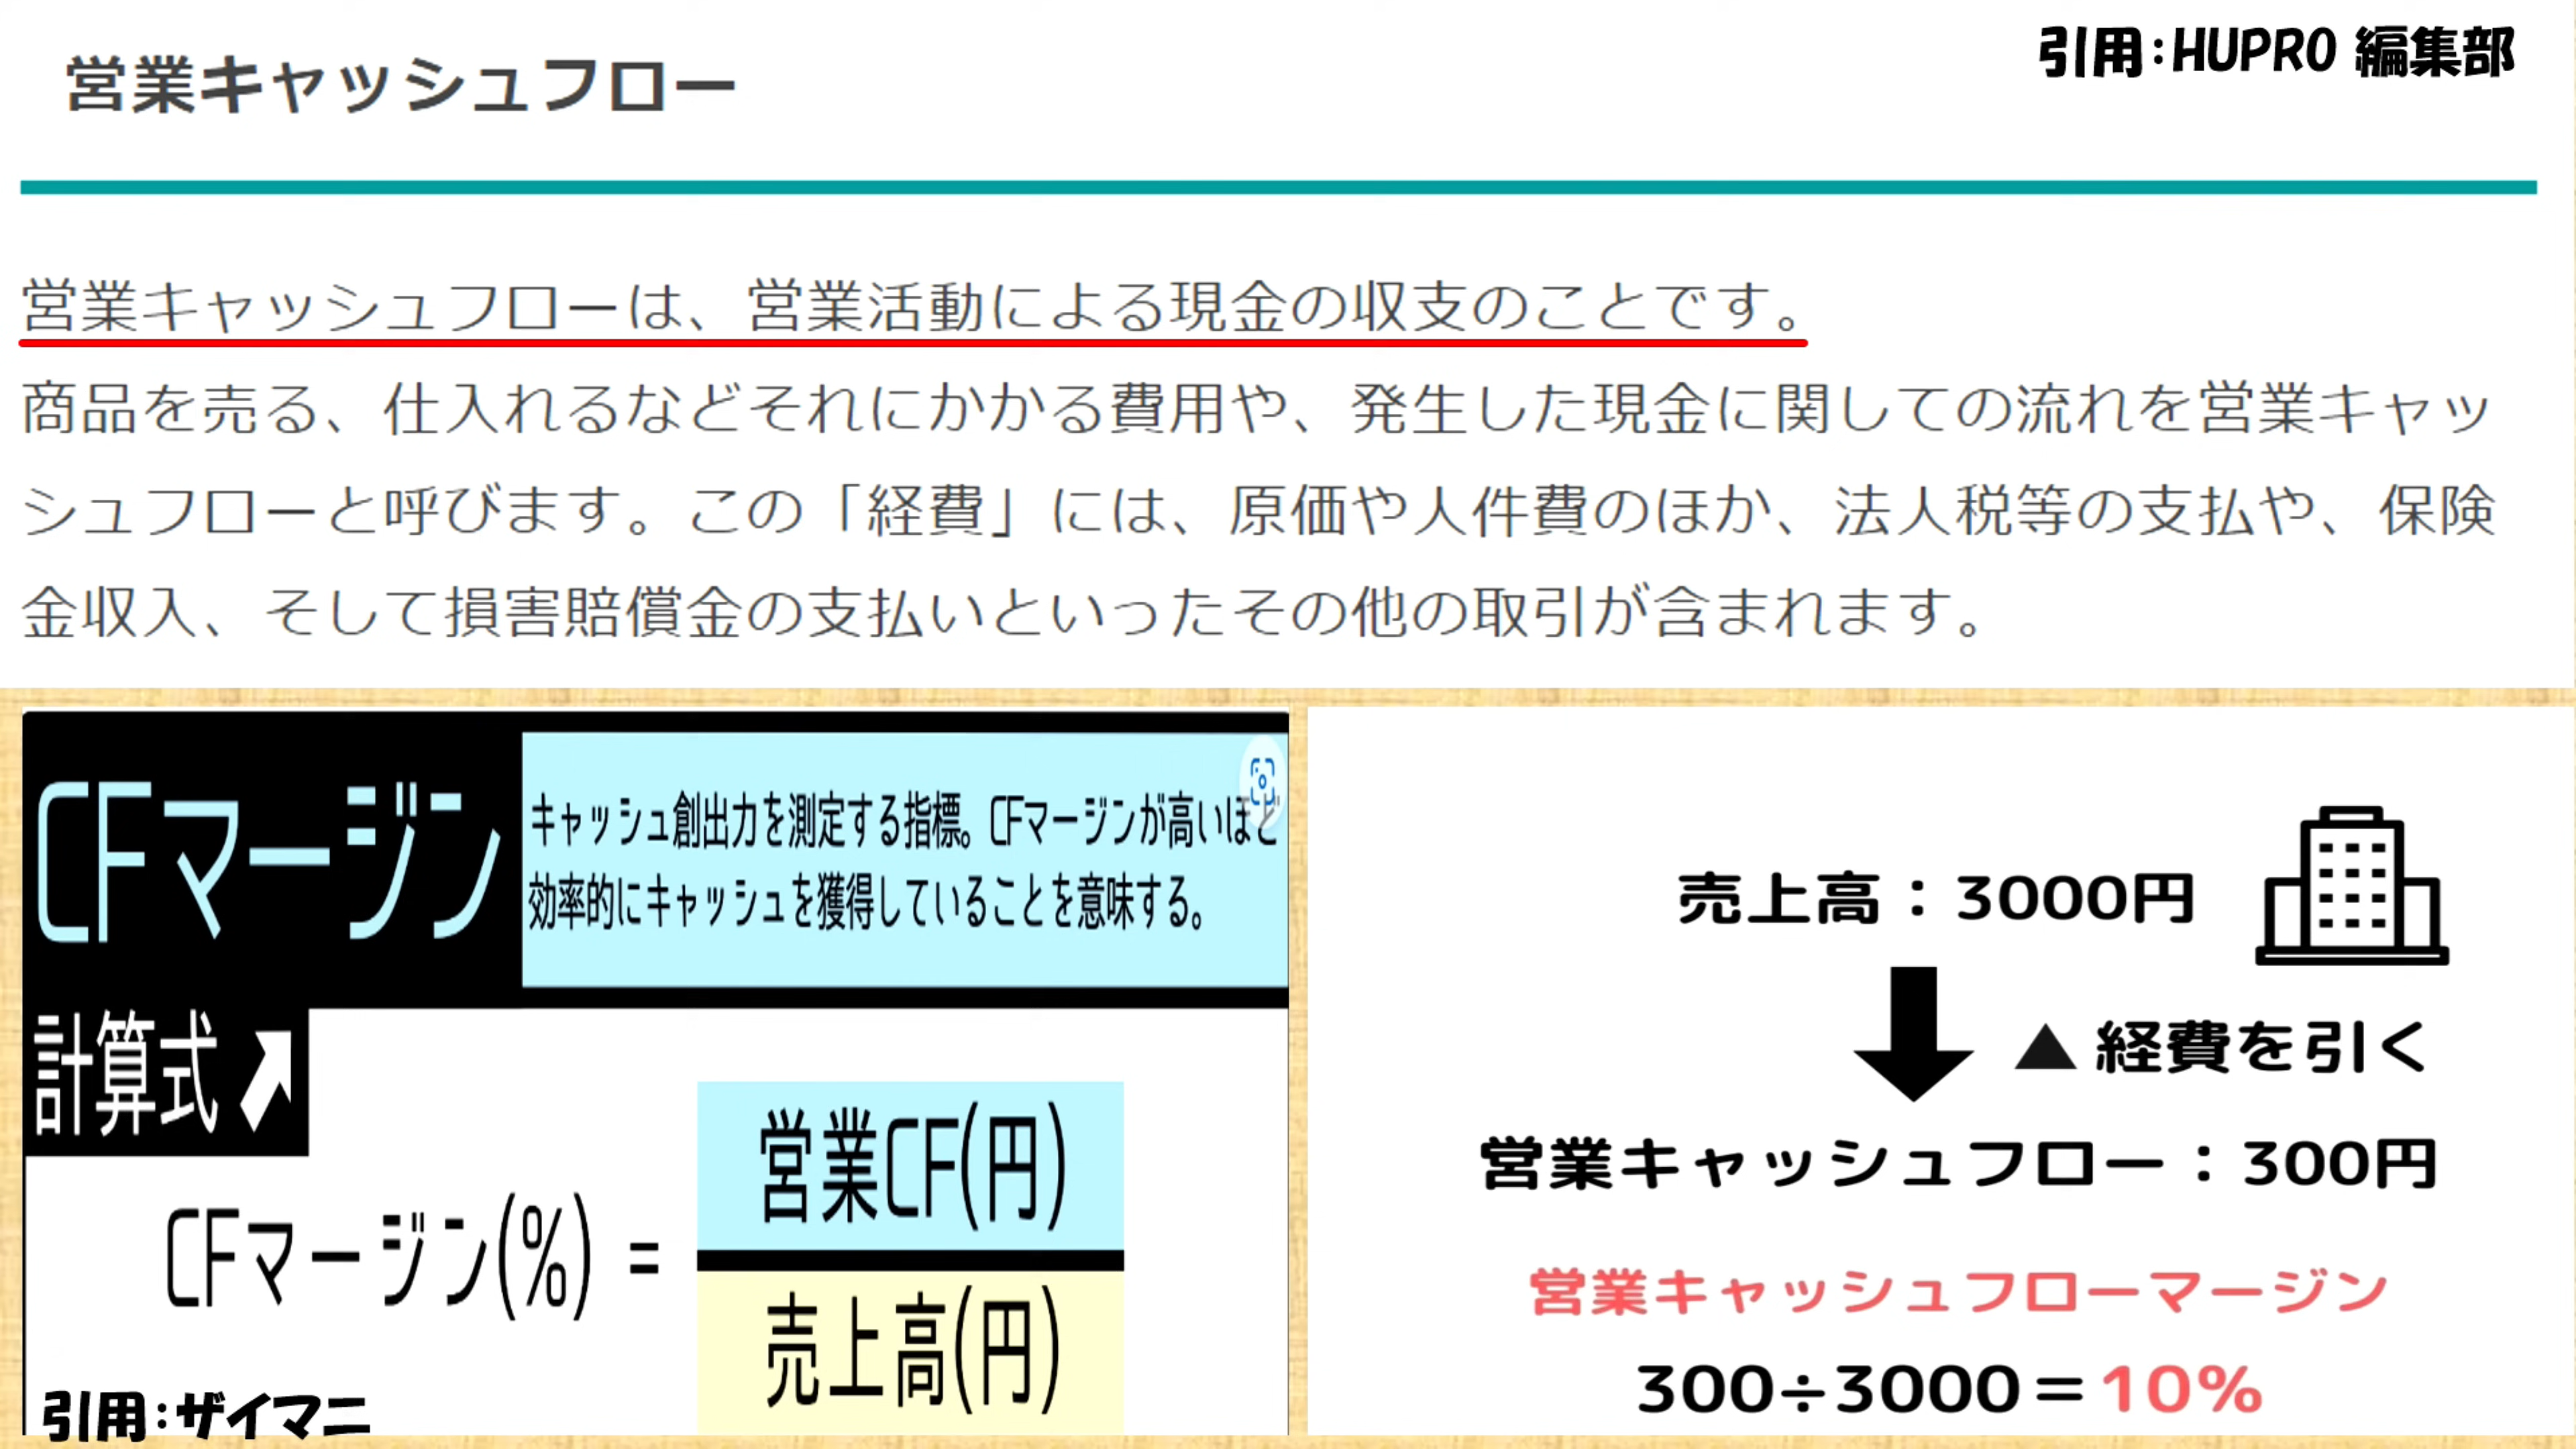 営業キャッシュフロー
引用:HUPRO 編集部
営業キャッシュフローは、営業活動による現金の収支のことです。
商品を売る、仕入れるなどそれにかかる費用や、発生した現金に関しての流れを営業キャッ
シュフローと呼びます。この「経費」には、原価や人件費のほか、法人税等の支払や、保険
金収入、そして損害賠償金の支払いといったその他の取引が含まれます。
CFマージン
キャッシュ創出力を測定する指標。CFマージンが高いほど
効率的にキャッシュを獲得していることを意味する。
計算式
CFマージン(%) =
営業CF(円)
売上高(円)
引用:ザイマニ
売上高：3000円
▲ 経費を引く
営業キャッシュフロー：300円
営業キャッシュフローマージン
300÷3000＝10%